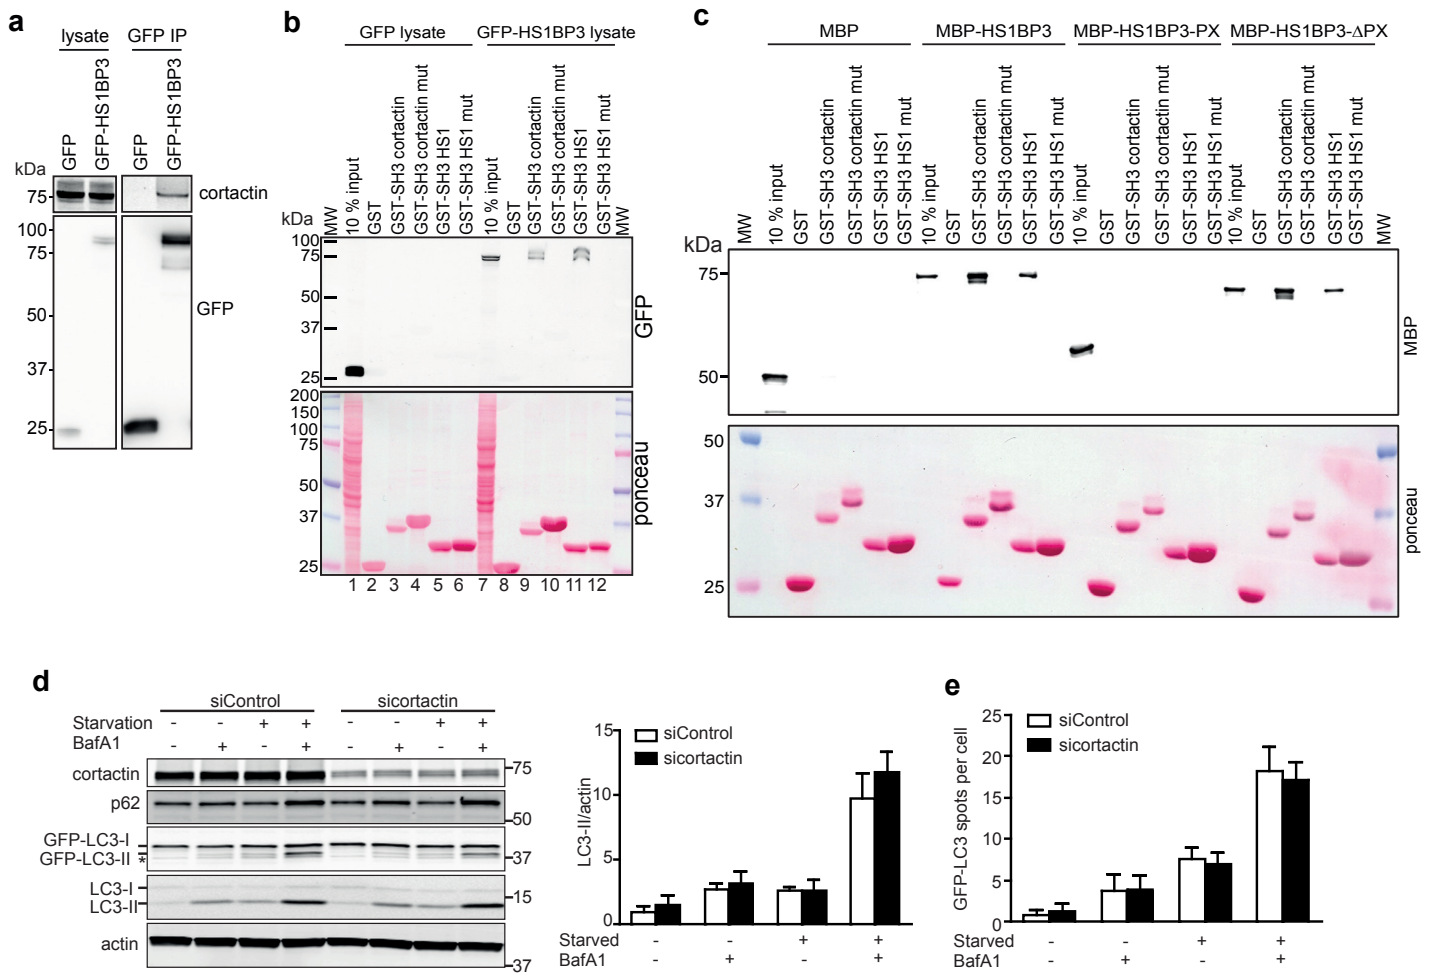 a
lysate GFP IP
GFP
GFP-HS1BP3
GFP
GFP-HS1BP3
kDa
75
cortactin
100
75
50
37
25
GFP
b
GFP lysate GFP-HS1BP3 lysate
MW
10 % input
GST
GST-SH3 cortactin
GST-SH3 cortactin mut
GST-SH3 HS1
GST-SH3 HS1 mut
10 % input
GST
GST-SH3 cortactin
GST-SH3 cortactin mut
GST-SH3 HS1
GST-SH3 HS1 mut
MW
kDa
100
75
50
37
25
GFP
200
150
100
75
50
37
25
ponceau
1 2 3 4 5 6 7 8 9 10 11 12
c
MBP MBP-HS1BP3 MBP-HS1BP3-PX MBP-HS1BP3-ΔPX
MW
10 % input
GST
GST-SH3 cortactin
GST-SH3 cortactin mut
GST-SH3 HS1
GST-SH3 HS1 mut
10 % input
GST
GST-SH3 cortactin
GST-SH3 cortactin mut
GST-SH3 HS1
GST-SH3 HS1 mut
10 % input
GST
GST-SH3 cortactin
GST-SH3 cortactin mut
GST-SH3 HS1
GST-SH3 HS1 mut
10 % input
GST
GST-SH3 cortactin
GST-SH3 cortactin mut
GST-SH3 HS1
GST-SH3 HS1 mut
MW
kDa
75
50
MBP
50
37
25
ponceau
d
siControl sicortactin
Starvation - - + + - - + +
BafA1 - + - + - + - +
cortactin 75
p62
50
GFP-LC3-I
GFP-LC3-II * 37
LC3-I 15
LC3-II
actin
37
15
10
5
0
LC3-II/actin
siControl
sicortactin
Starved - - + +
BafA1 - + - +
e
25
20
15
10
5
0
GFP-LC3 spots per cell
siControl
sicortactin
Starved - - + +
BafA1 - + - +